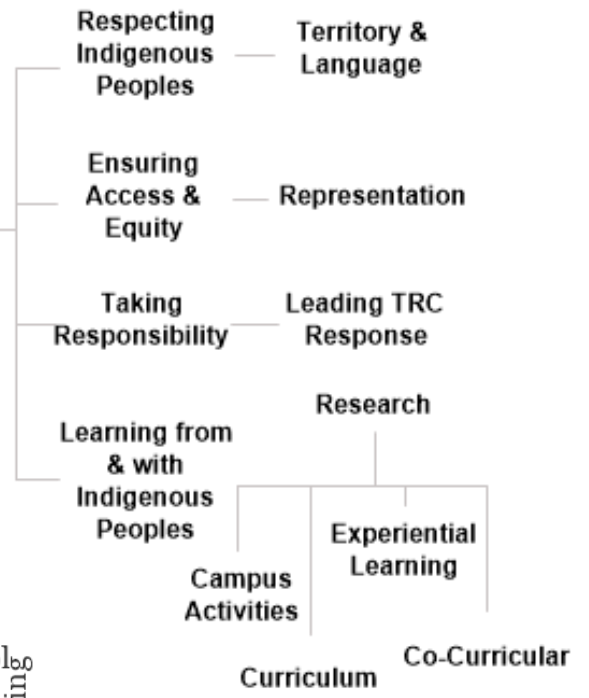 Respecting
Indigenous
Peoples
Territory &
Language
Ensuring
Access &
Equity
Representation
Taking
Responsibility
Leading TRC
Response
Learning from
& with
Indigenous
Peoples
Research
Campus
Activities
Curriculum
Experiential
Learning
Co-Curricular